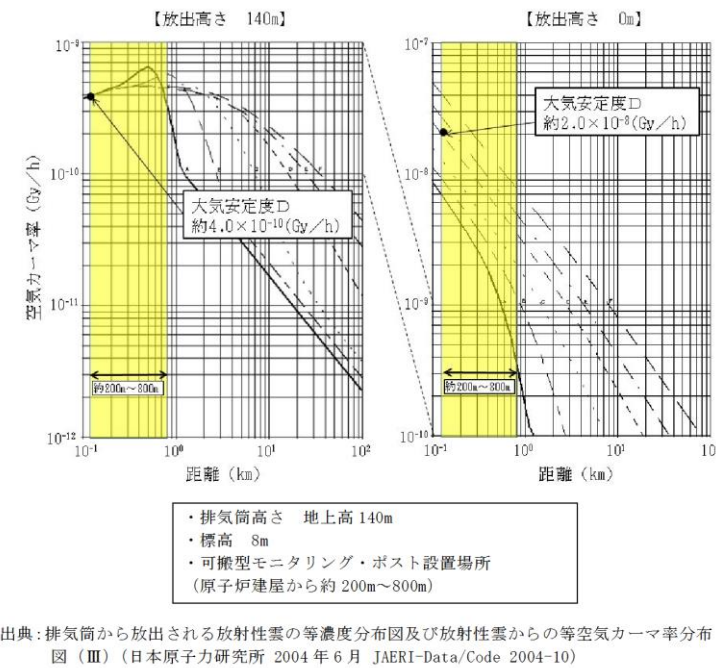 【放出高さ 140m】
【放出高さ 0m】
10⁻⁹
10⁻¹⁰
10⁻¹¹
10⁻¹²
空気カーマ率 (Gy/h)
大気安定度D
約4.0×10⁻¹⁰(Gy/h)
約200m～800m
10⁻¹ 10⁰ 10¹ 10²
距離 (km)
10⁻⁷
10⁻⁸
10⁻⁹
10⁻¹⁰
大気安定度D
約2.0×10⁻⁸(Gy/h)
約200m～800m
10⁻¹ 10⁰ 10¹ 10
距離 (km)
・排気筒高さ 地上高140m
・標高 8m
・可搬型モニタリング・ポスト設置場所
(原子炉建屋から約200m～800m)
出典:排気筒から放出される放射性雲の等濃度分布図及び放射性雲からの等空気カーマ率分布
図(Ⅲ)(日本原子力研究所 2004年6月 JAERI-Data/Code 2004-10)